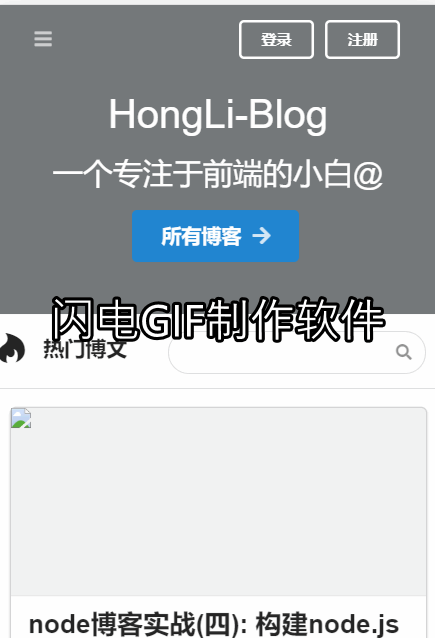 登录 注册
HongLi-Blog
一个专注于前端的小白@
所有博客
闪电GIF制作软件
热门博文
node博客实战(四): 构建node.js